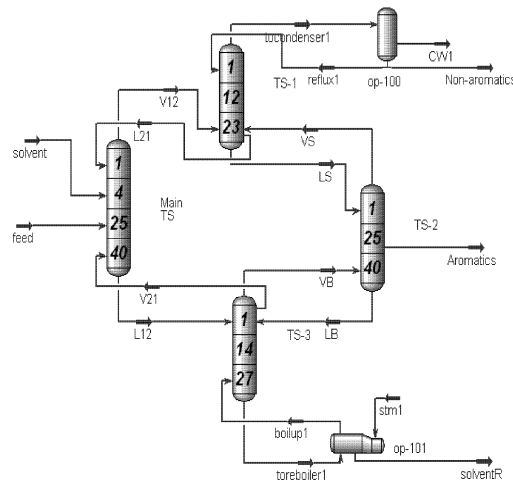 tocondenser1
CW1
1
12
23
TS-1
reflux1
op-100
Non-aromatics
V12
L21
VS
LS
solvent
feed
1
4
25
40
Main
TS
1
25
40
TS-2
Aromatics
V21
VB
L12
1
14
27
TS-3
LB
stm1
boilup1
op-101
toreboiler1
solventR